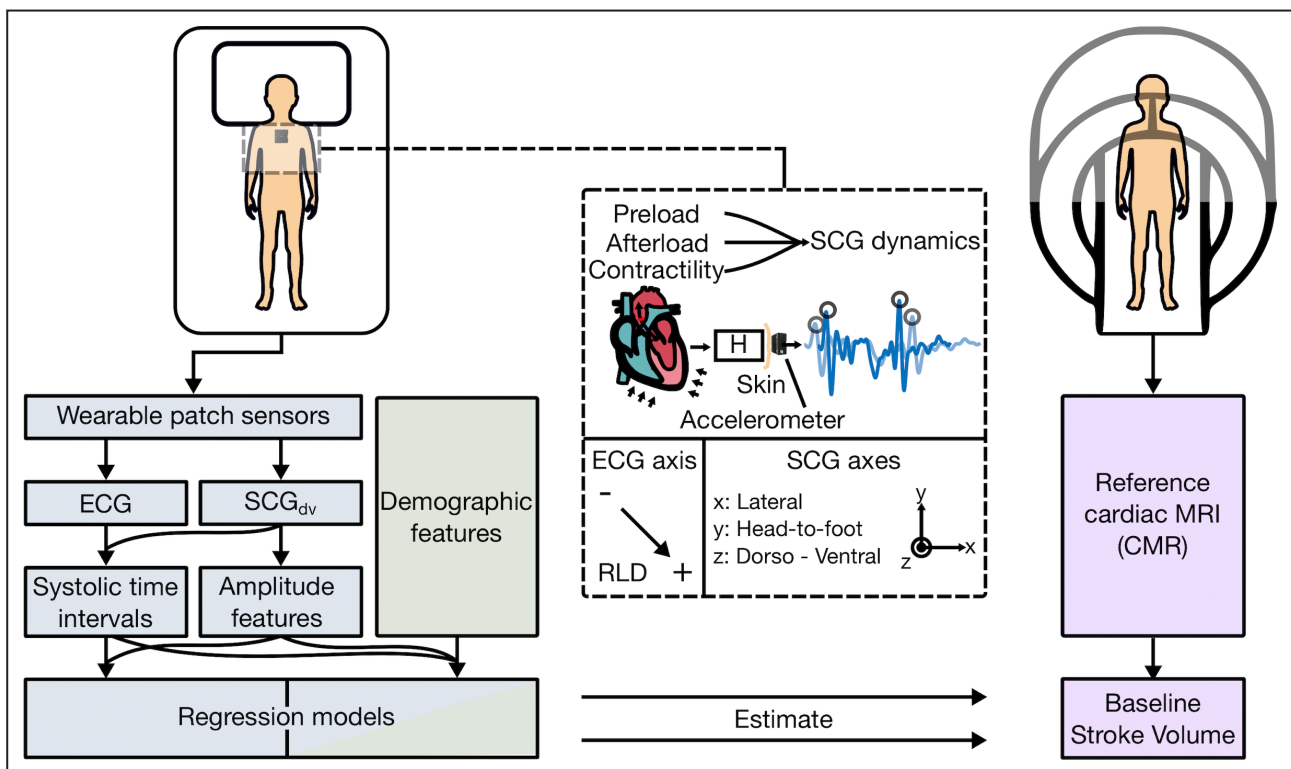 Preload
Afterload
Contractility
SCG dynamics
H
Skin
Accelerometer
ECG axis
-
RLD +
SCG axes
x: Lateral
y: Head-to-foot
z: Dorso - Ventral
y
z
x
Wearable patch sensors
ECG
SCGdv
Systolic time
intervals
Amplitude
features
Demographic
features
Regression models
Estimate
Reference
cardiac MRI
(CMR)
Baseline
Stroke Volume